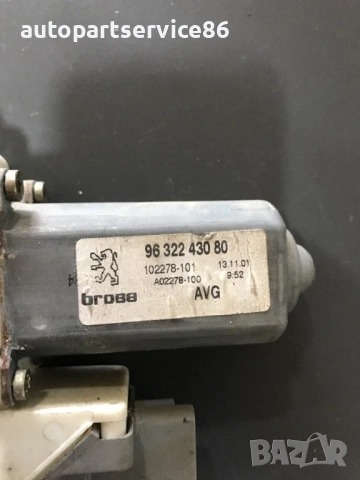 autopartservice86
96 322 430 80
102278-101 13.11.01
A02278-100 9:52
brose AVG
BAZAR